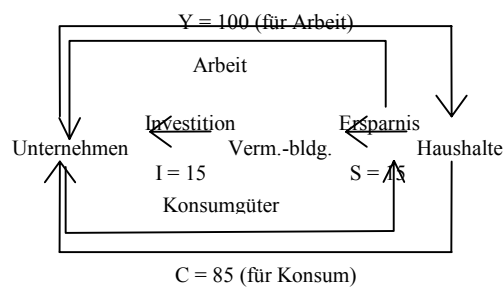 Y = 100 (für Arbeit)
Arbeit
Investition Ersparnis
Unternehmen Verm.-bldg. Haushalte
I = 15 S = 15
Konsumgüter
C = 85 (für Konsum)